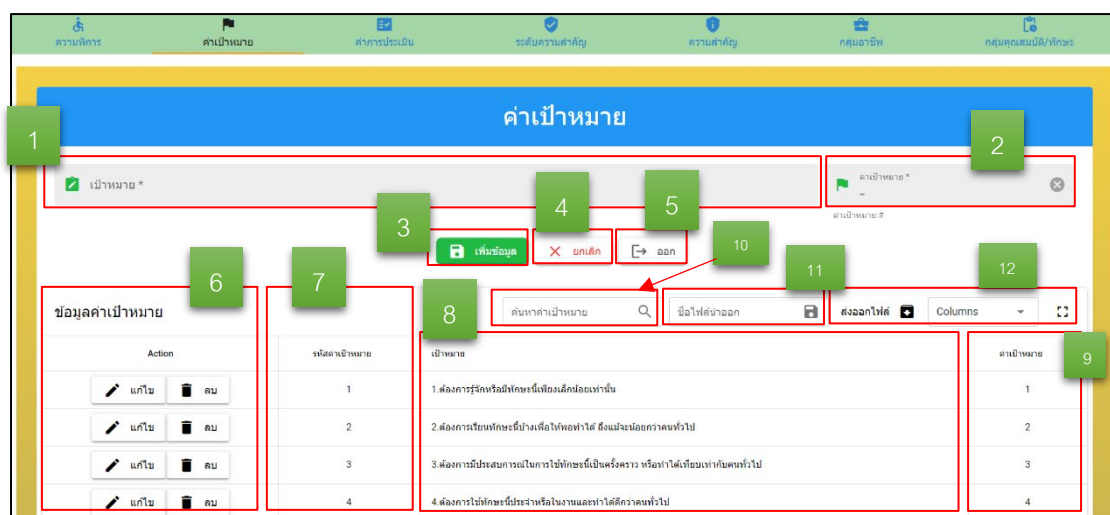 ความพิการ ค่าเป้าหมาย ค่าการประเมิน ระดับความสำคัญ ความสำคัญ กลุ่มอาชีพ กลุ่มคุณสมบัติ/ทักษะ
ค่าเป้าหมาย
1 2
เป้าหมาย * ค่าเป้าหมาย *
-
ค่าเป้าหมาย:#
3 4 5
เพิ่มข้อมูล ยกเลิก ออก
10 11 12
6 7 8
ข้อมูลค่าเป้าหมาย ค้นหาค่าเป้าหมาย ชื่อไฟล์นำออก ส่งออกไฟล์ Columns
Action รหัสค่าเป้าหมาย เป้าหมาย ค่าเป้าหมาย 9
แก้ไข ลบ 1 1.ต้องการรู้จักหรือมีทักษะนี้เพียงเล็กน้อยเท่านั้น 1
แก้ไข ลบ 2 2.ต้องการเรียนทักษะนี้บ้างเพื่อให้พอทำได้ ถึงแม้จะน้อยกว่าคนทั่วไป 2
แก้ไข ลบ 3 3.ต้องการมีประสบการณ์ในการใช้ทักษะนี้เป็นครั้งคราว หรือทำได้เทียบเท่ากับคนทั่วไป 3
แก้ไข ลบ 4 4.ต้องการใช้ทักษะนี้ประจำหรือในงานและทำได้ดีกว่าคนทั่วไป 4